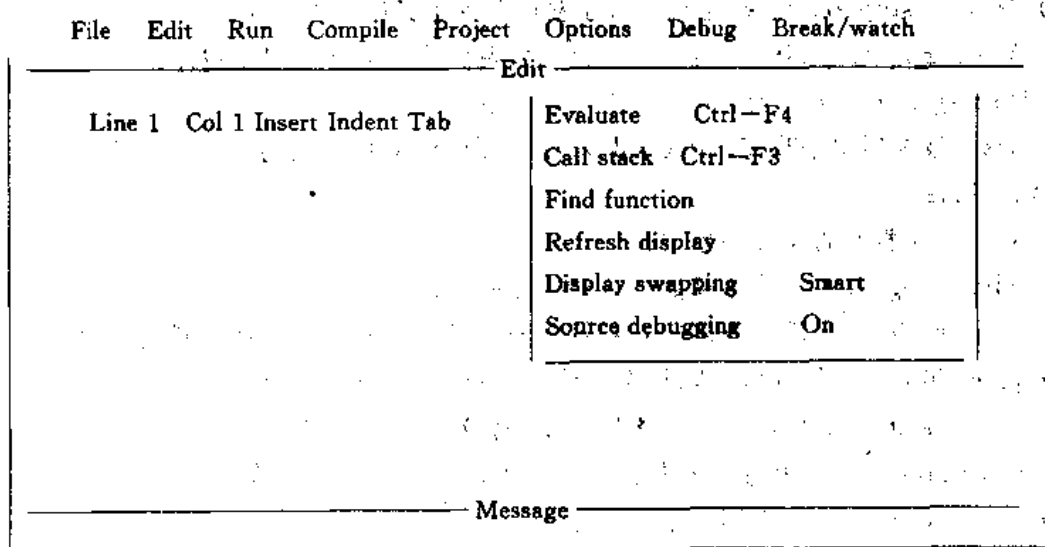 File Edit Run Compile Project Options Debug Break/watch
Edit
Line 1 Col 1 Insert Indent Tab
Evaluate Ctrl—F4
Call stack Ctrl—F3
Find function
Refresh display
Display swapping Smart
Source debugging On
Message